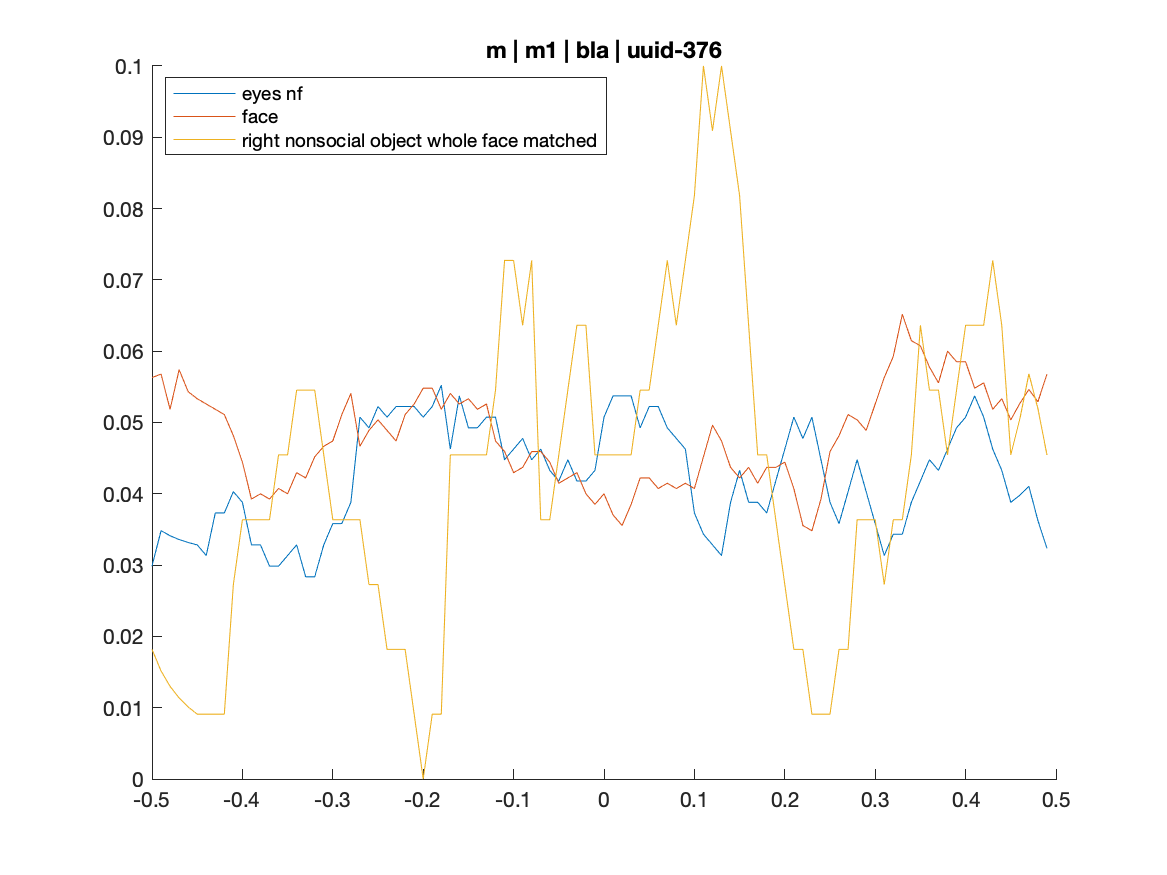 m | m1 | bla | uuid-376
eyes nf
face
right nonsocial object whole face matched
0.1
0.09
0.08
0.07
0.06
0.05
0.04
0.03
0.02
0.01
0
-0.5 -0.4 -0.3 -0.2 -0.1 0 0.1 0.2 0.3 0.4 0.5